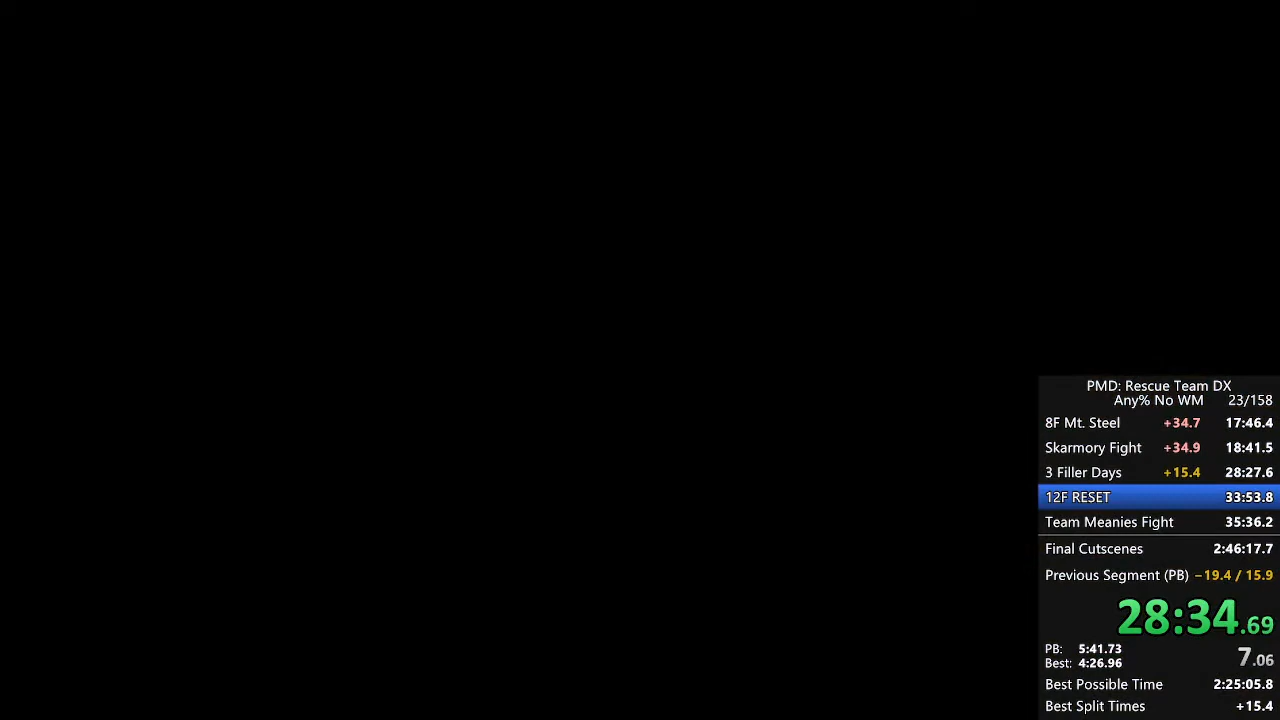 PMD: Rescue Team DX
Any% No WM 23/158
8F Mt. Steel +34.7 17:46.4
Skarmory Fight +34.9 18:41.5
3 Filler Days +15.4 28:27.6
12F RESET 33:53.8
Team Meanies Fight 35:36.2
Final Cutscenes 2:46:17.7
Previous Segment (PB) −19.4 / 15.9
28:34.69
PB: 5:41.73
Best: 4:26.96
7.06
Best Possible Time 2:25:05.8
Best Split Times +15.4